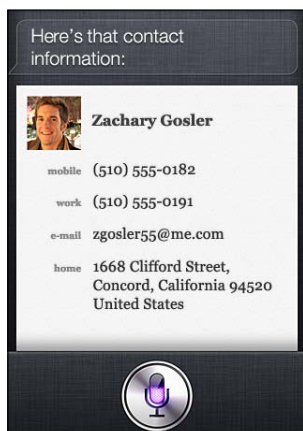 Here's that contact
information:
Zachary Gosler
mobile (510) 555-0182
work (510) 555-0191
e-mail zgosler55@me.com
home 1668 Clifford Street,
Concord, California 94520
United States